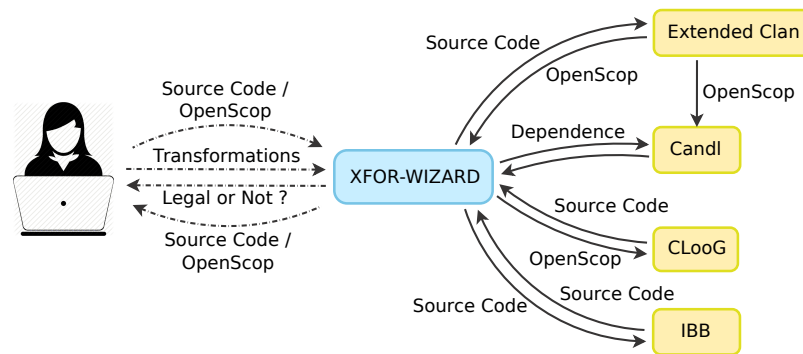 Source Code
Extended Clan
OpenScop
Source Code /
OpenScop
OpenScop
Dependence
Transformations
Candl
XFOR-WIZARD
Legal or Not ?
Source Code
Source Code /
OpenScop
CLooG
OpenScop
Source Code
Source Code
IBB